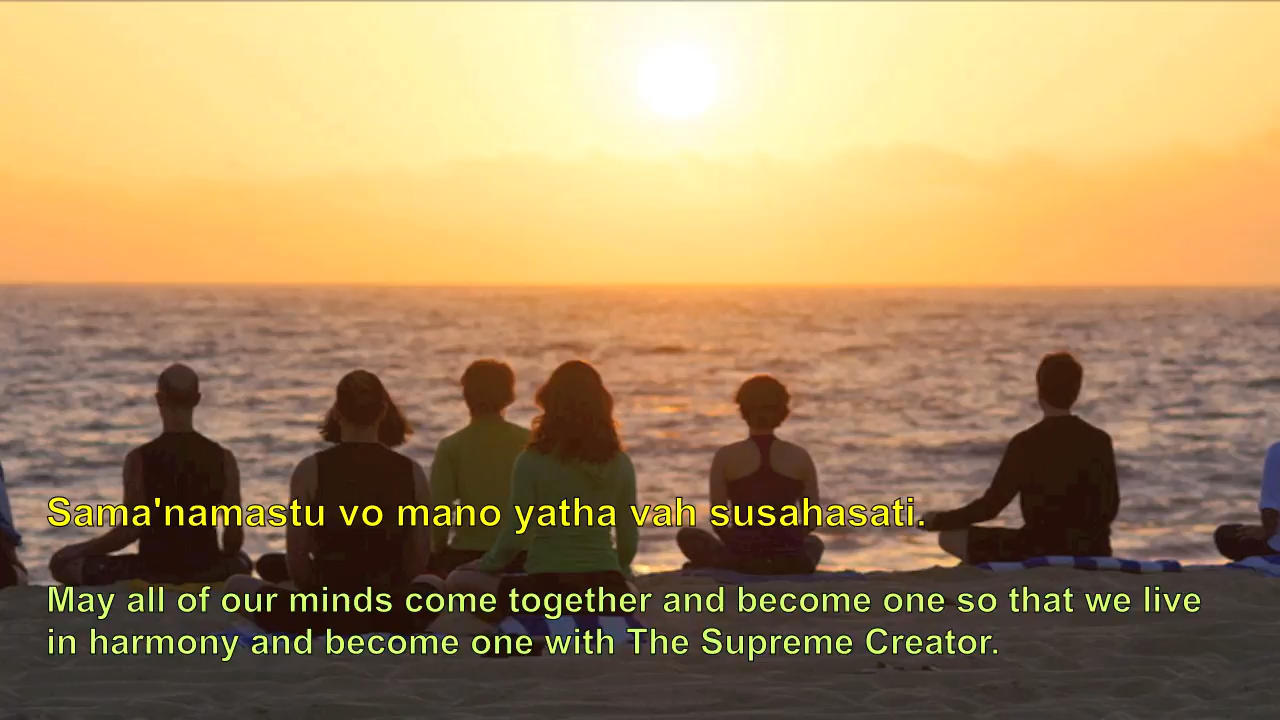 Sama'namastu vo mano yatha vah susahasati.
May all of our minds come together and become one so that we live
in harmony and become one with The Supreme Creator.